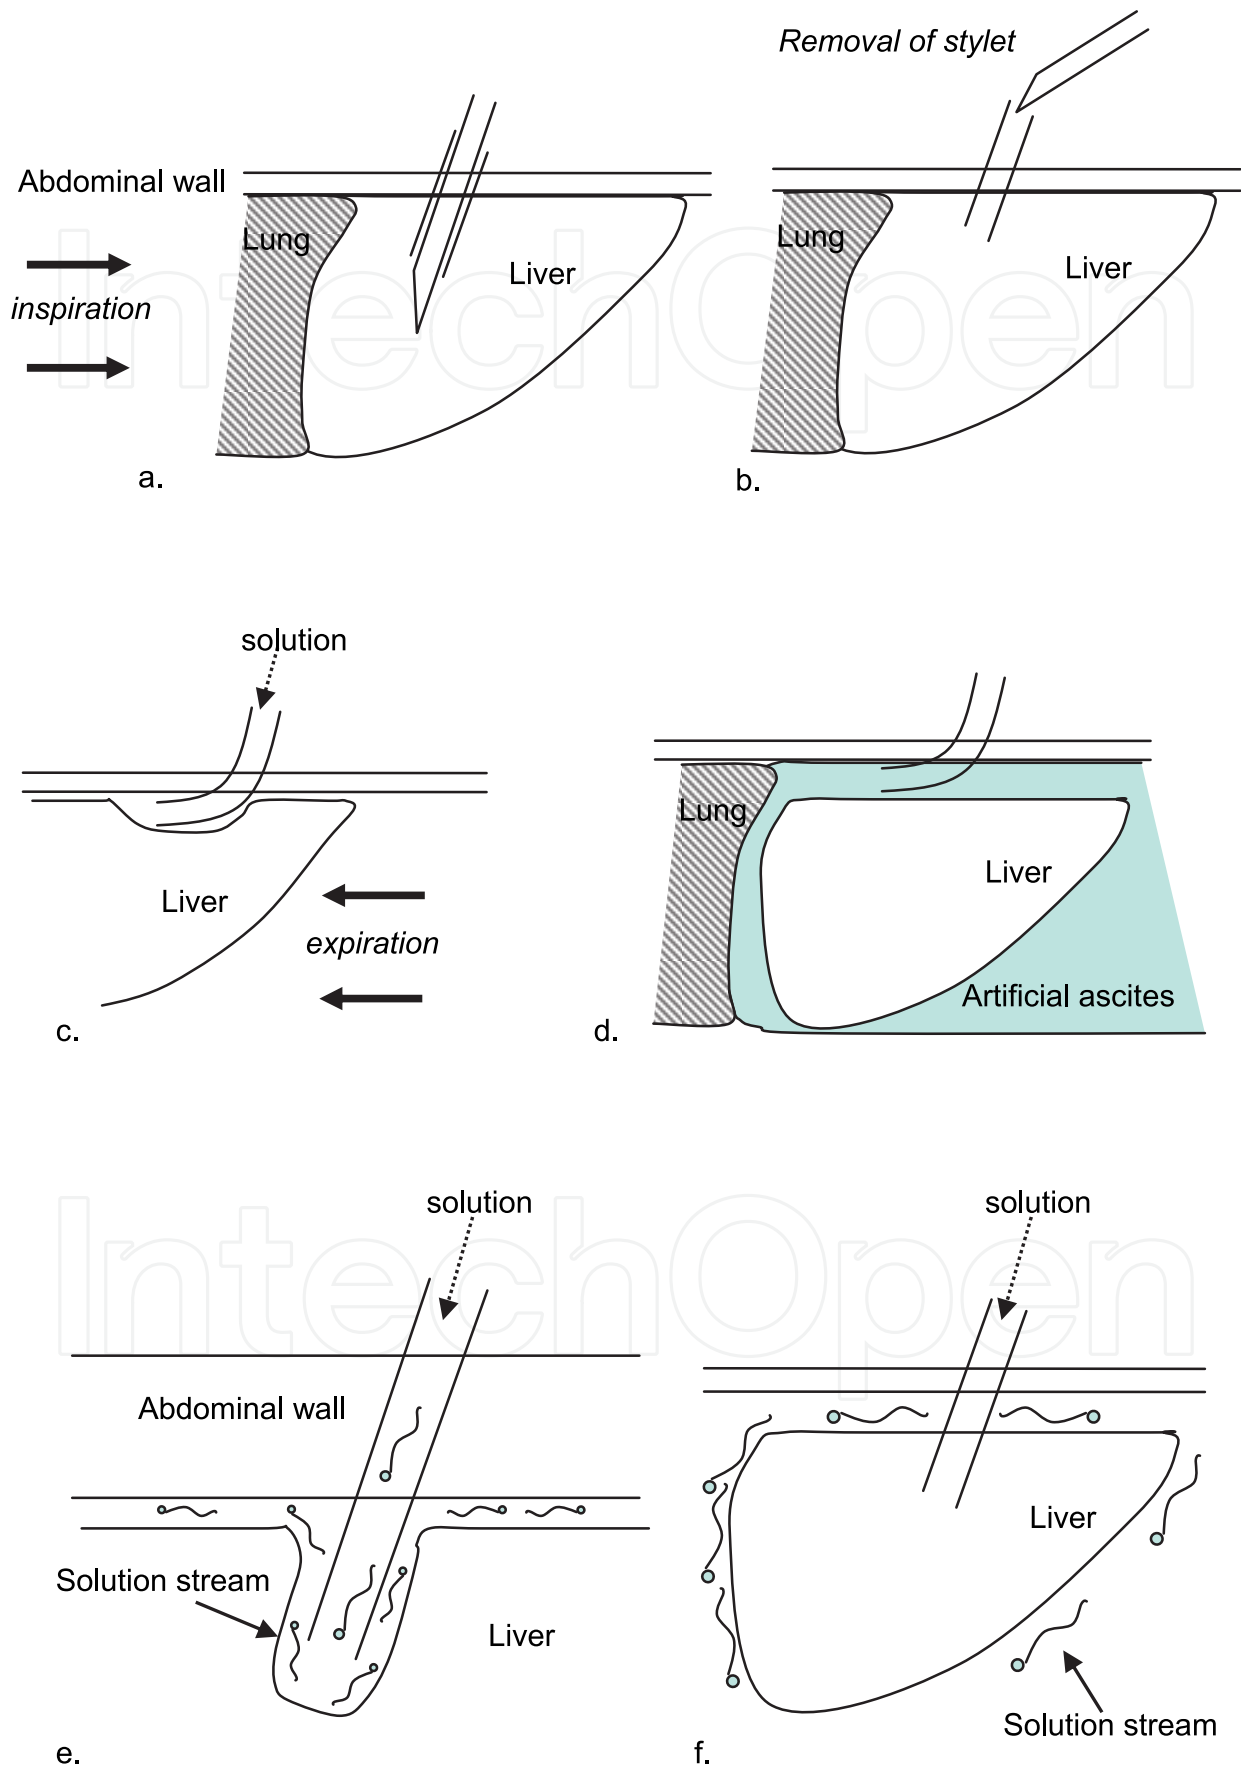 Removal of stylet
Abdominal wall
Lung
Liver
inspiration
a.
Lung
Liver
b.
solution
Liver
expiration
c.
Lung
Liver
Artificial ascites
d.
solution
Abdominal wall
Solution stream
Liver
e.
solution
Liver
Solution stream
f.
IntechOpen
IntechOpen